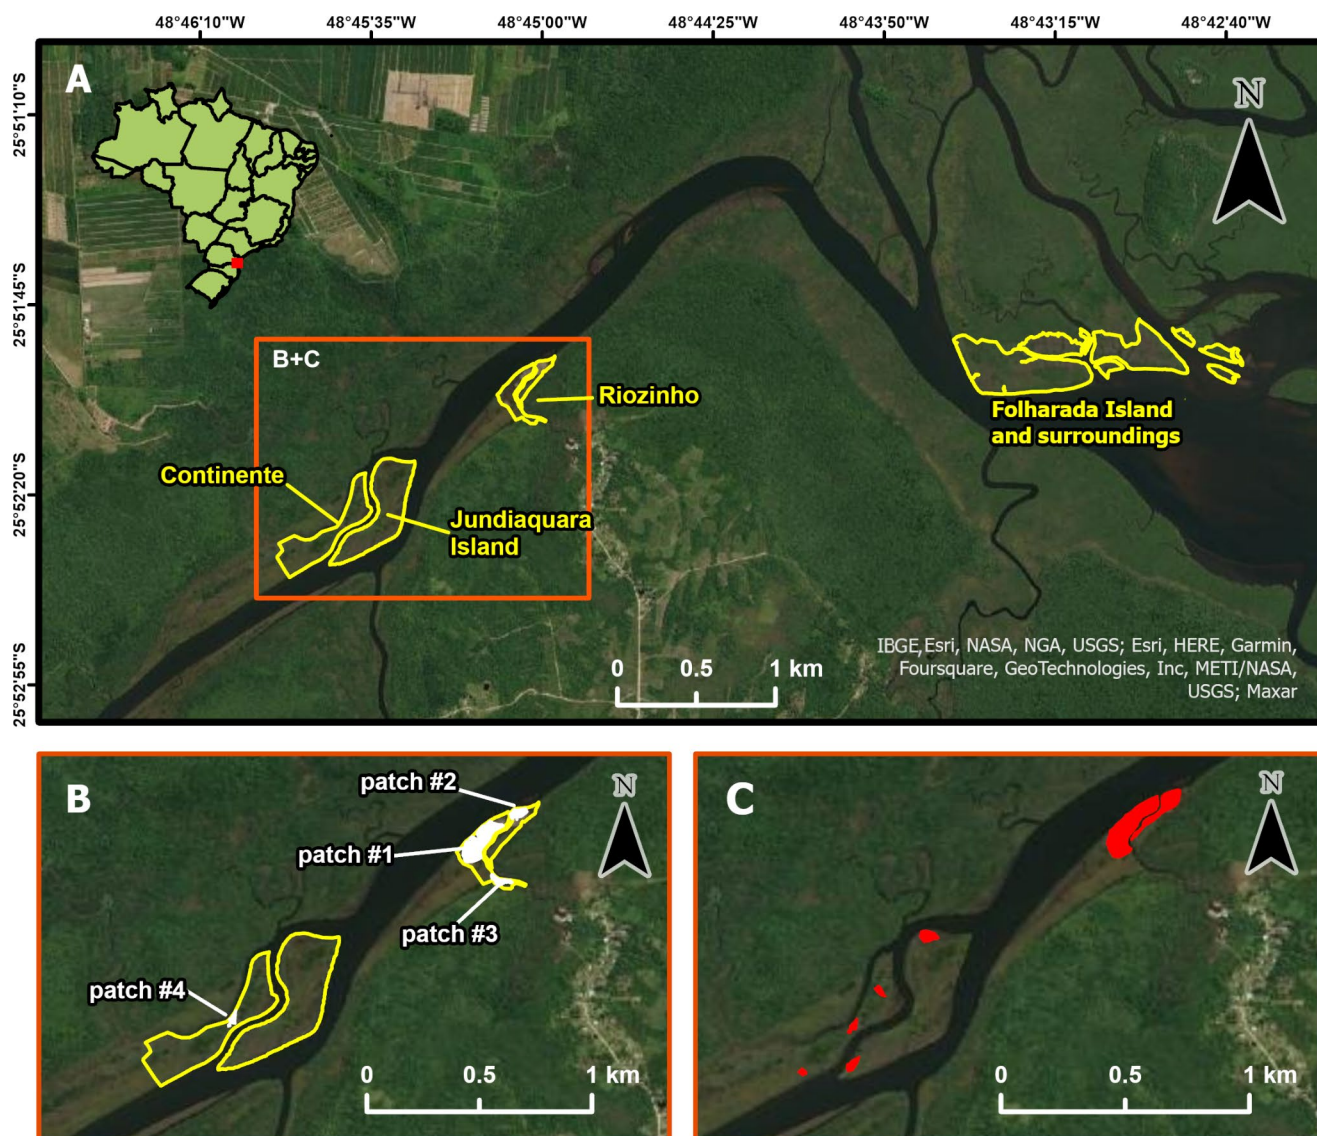 48°46'10"W
48°45'35"W
48°45'00"W
48°44'25"W
48°43'50"W
48°43'15"W
48°42'40"W
25°51'10"S
25°51'45"S
25°52'20"S
25°52'55"S
A
N
B+C
Riozinho
Folharada Island
and surroundings
Continente
Jundiaquara
Island
IBGE,Esri, NASA, NGA, USGS; Esri, HERE, Garmin,
Foursquare, GeoTechnologies, Inc, METI/NASA,
USGS; Maxar
0 0.5 1 km
B
patch #2
N
patch #1
patch #3
patch #4
0 0.5 1 km
C
N
0 0.5 1 km